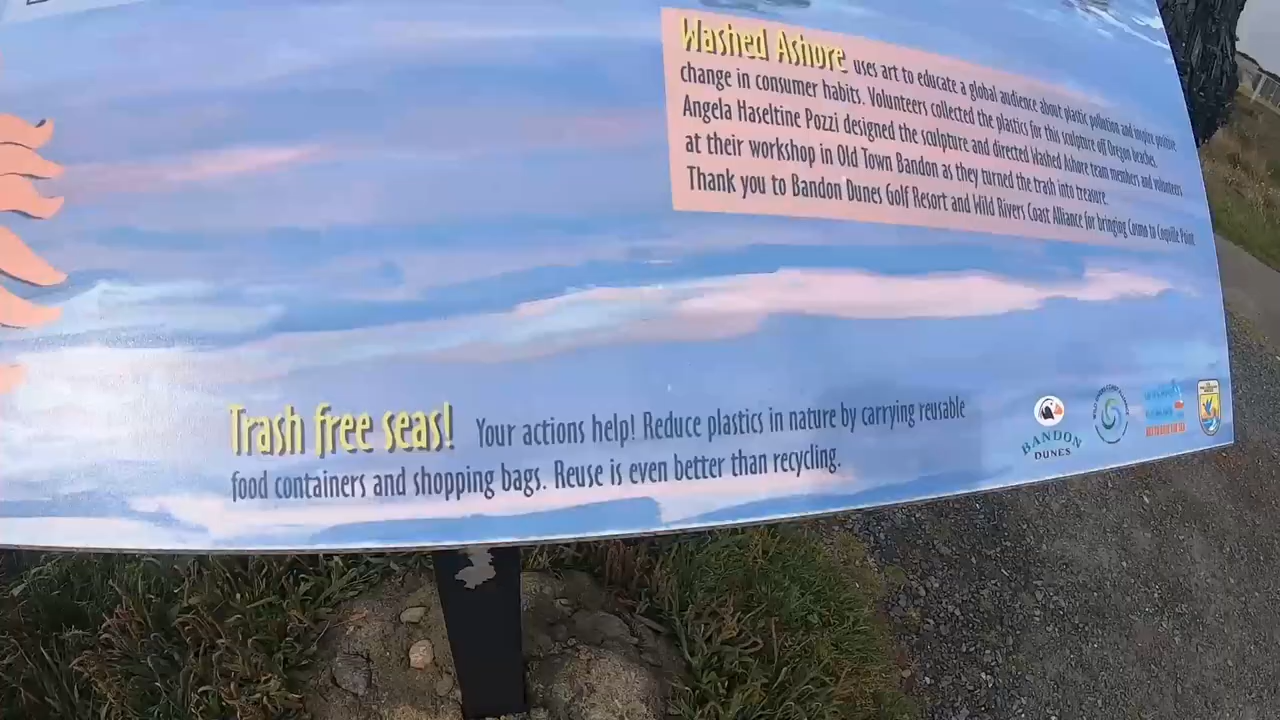 Washed Ashore uses art to educate a global audience about plastic pollution and inspire positive
change in consumer habits. Volunteers collected the plastics for this sculpture off Oregon beaches.
Angela Haseltine Pozzi designed the sculpture and directed Washed Ashore team members and volunteers
at their workshop in Old Town Bandon as they turned the trash into treasure.
Thank you to Bandon Dunes Golf Resort and Wild Rivers Coast Alliance for bringing Cosmo to Coquille Point
Trash free seas! Your actions help! Reduce plastics in nature by carrying reusable
food containers and shopping bags. Reuse is even better than recycling.
BANDON
DUNES